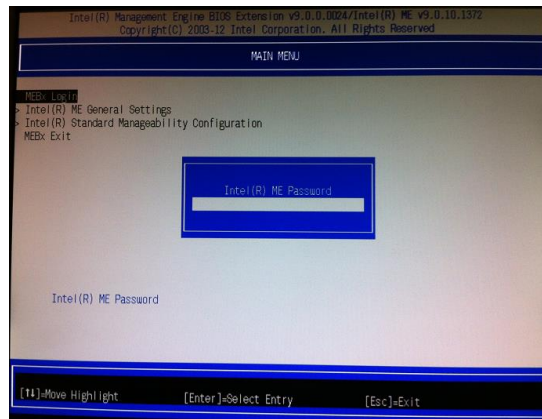 Intel(R) Management Engine BIOS Extension v9.0.0.0024/Intel(R) ME v9.0.10.1372
Copyright(C) 2003-12 Intel Corporation. All Rights Reserved
MAIN MENU
MEBx Login
> Intel(R) ME General Settings
> Intel(R) Standard Manageability Configuration
MEBx Exit
Intel(R) ME Password
Intel(R) ME Password
[↑↓]=Move Highlight [Enter]=Select Entry [Esc]=Exit